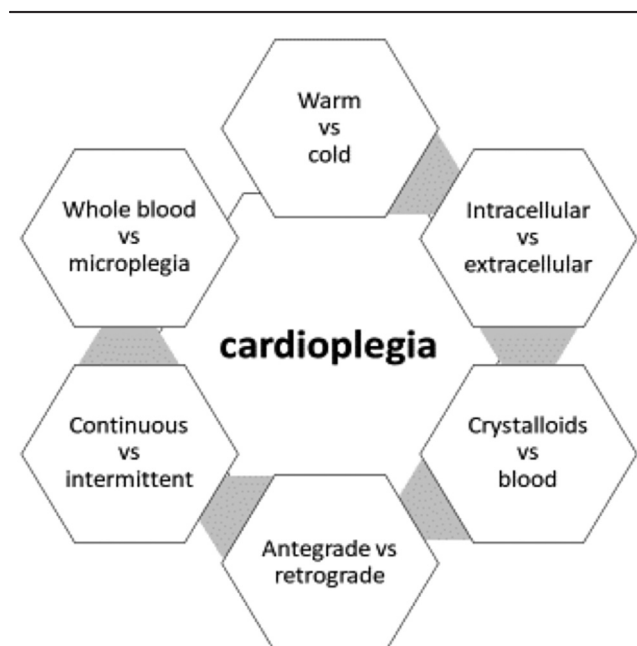 Warm
vs
cold
Intracellular
vs
extracellular
Crystalloids
vs
blood
Antegrade vs
retrograde
Continuous
vs
intermittent
Whole blood
vs
microplegia
cardioplegia